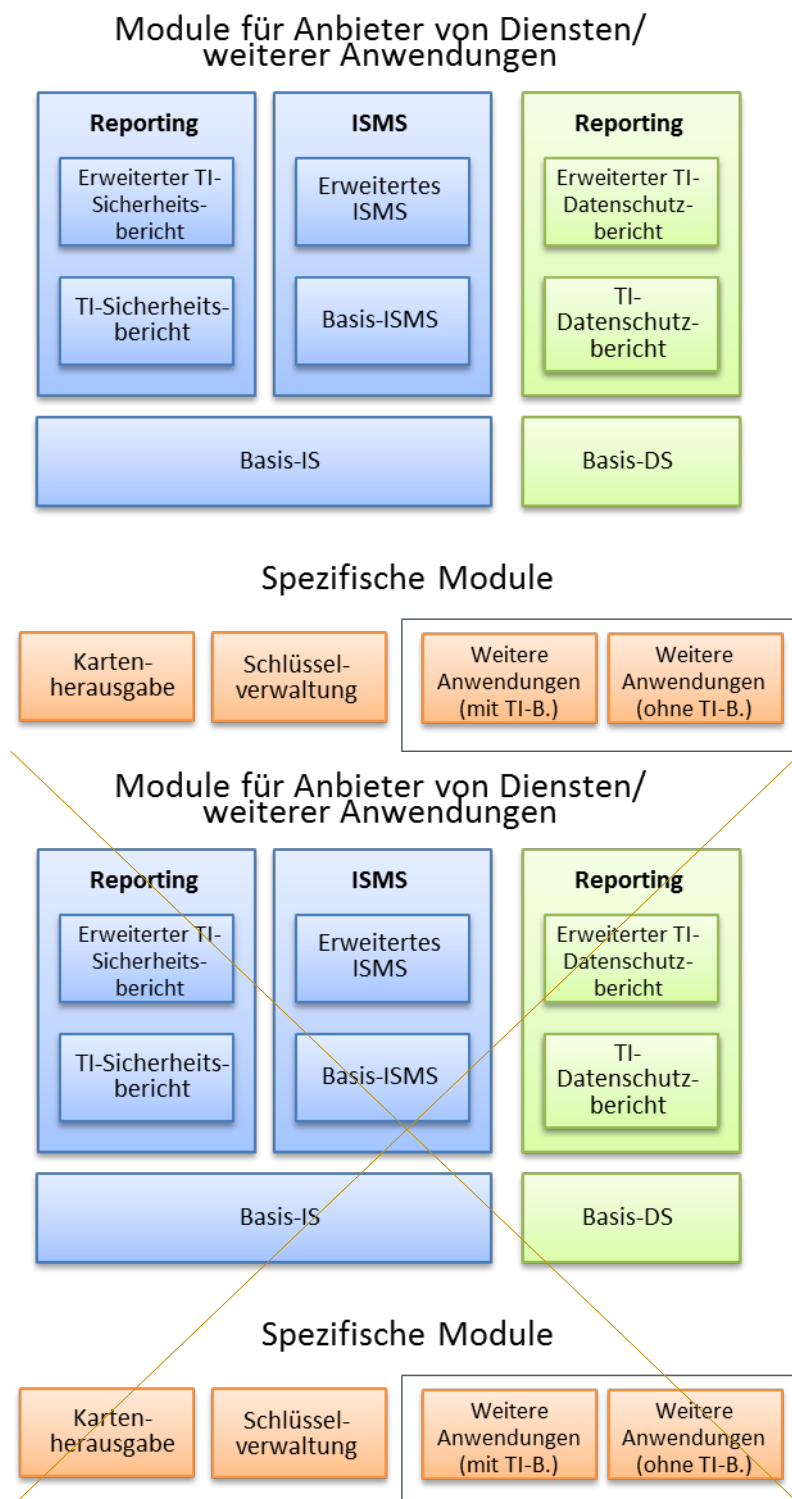 Module für Anbieter von Diensten/
weiterer Anwendungen
Reporting
Erweiterter TI-
Sicherheits-
bericht
TI-Sicherheits-
bericht
ISMS
Erweitertes
ISMS
Basis-ISMS
Reporting
Erweiterter TI-
Datenschutz-
bericht
TI-
Datenschutz-
bericht
Basis-IS
Basis-DS
Spezifische Module
Karten-
herausgabe
Schlüssel-
verwaltung
Weitere
Anwendungen
(mit TI-B.)
Weitere
Anwendungen
(ohne TI-B.)
Module für Anbieter von Diensten/
weiterer Anwendungen
Reporting
Erweiterter TI-
Sicherheits-
bericht
TI-Sicherheits-
bericht
ISMS
Erweitertes
ISMS
Basis-ISMS
Reporting
Erweiterter TI-
Datenschutz-
bericht
TI-
Datenschutz-
bericht
Basis-IS
Basis-DS
Spezifische Module
Karten-
herausgabe
Schlüssel-
verwaltung
Weitere
Anwendungen
(mit TI-B.)
Weitere
Anwendungen
(ohne TI-B.)